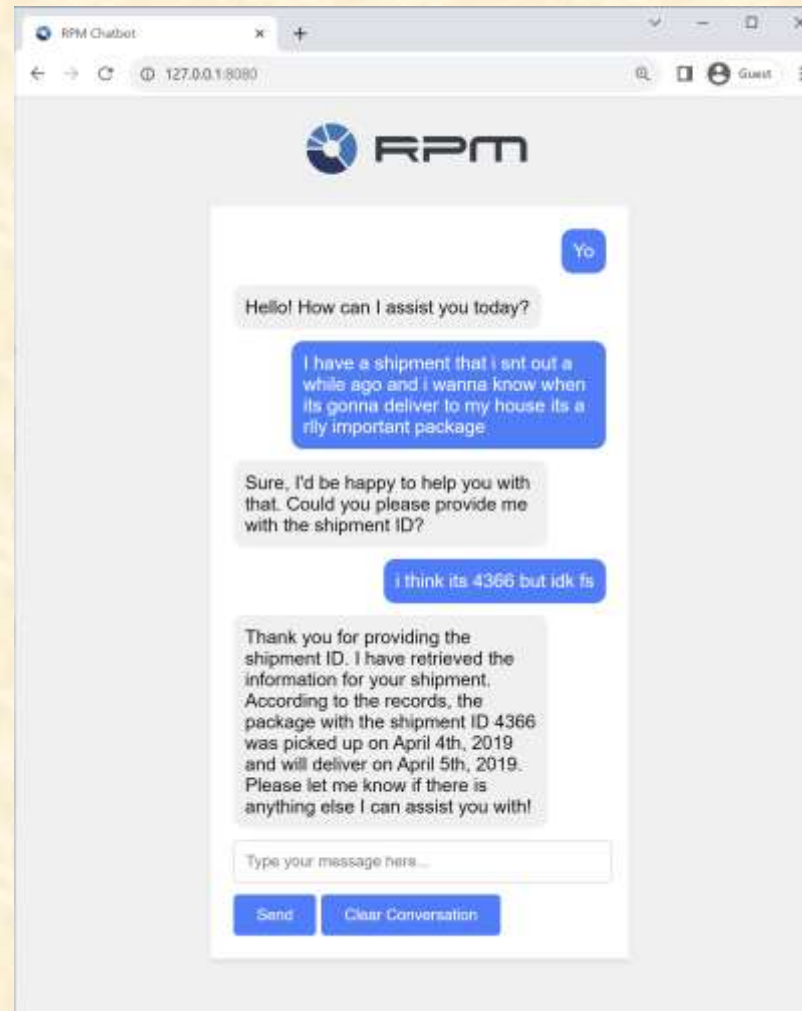 RPM Chatbot
127.0.0.1:8080
Guest
RPM
Yo
Hello! How can I assist you today?
I have a shipment that i snt out a
while ago and i wanna know when
its gonna deliver to my house its a
rlly important package
Sure, I'd be happy to help you with
that. Could you please provide me
with the shipment ID?
i think its 4366 but idk fs
Thank you for providing the
shipment ID. I have retrieved the
information for your shipment.
According to the records, the
package with the shipment ID 4366
was picked up on April 4th, 2019
and will deliver on April 5th, 2019.
Please let me know if there is
anything else I can assist you with!
Type your message here...
Send
Clear Conversation